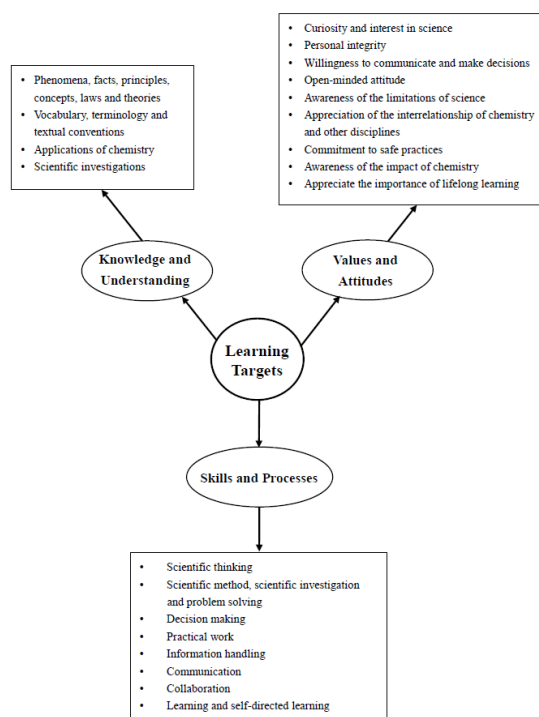 • Curiosity and interest in science
• Personal integrity
• Willingness to communicate and make decisions
• Open-minded attitude
• Awareness of the limitations of science
• Appreciation of the interrelationship of chemistry
and other disciplines
• Commitment to safe practices
• Awareness of the impact of chemistry
• Appreciate the importance of lifelong learning
• Phenomena, facts, principles,
concepts, laws and theories
• Vocabulary, terminology and
textual conventions
• Applications of chemistry
• Scientific investigations
Knowledge and
Understanding
Values and
Attitudes
Learning
Targets
Skills and Processes
• Scientific thinking
• Scientific method, scientific investigation
and problem solving
• Decision making
• Practical work
• Information handling
• Communication
• Collaboration
• Learning and self-directed learning